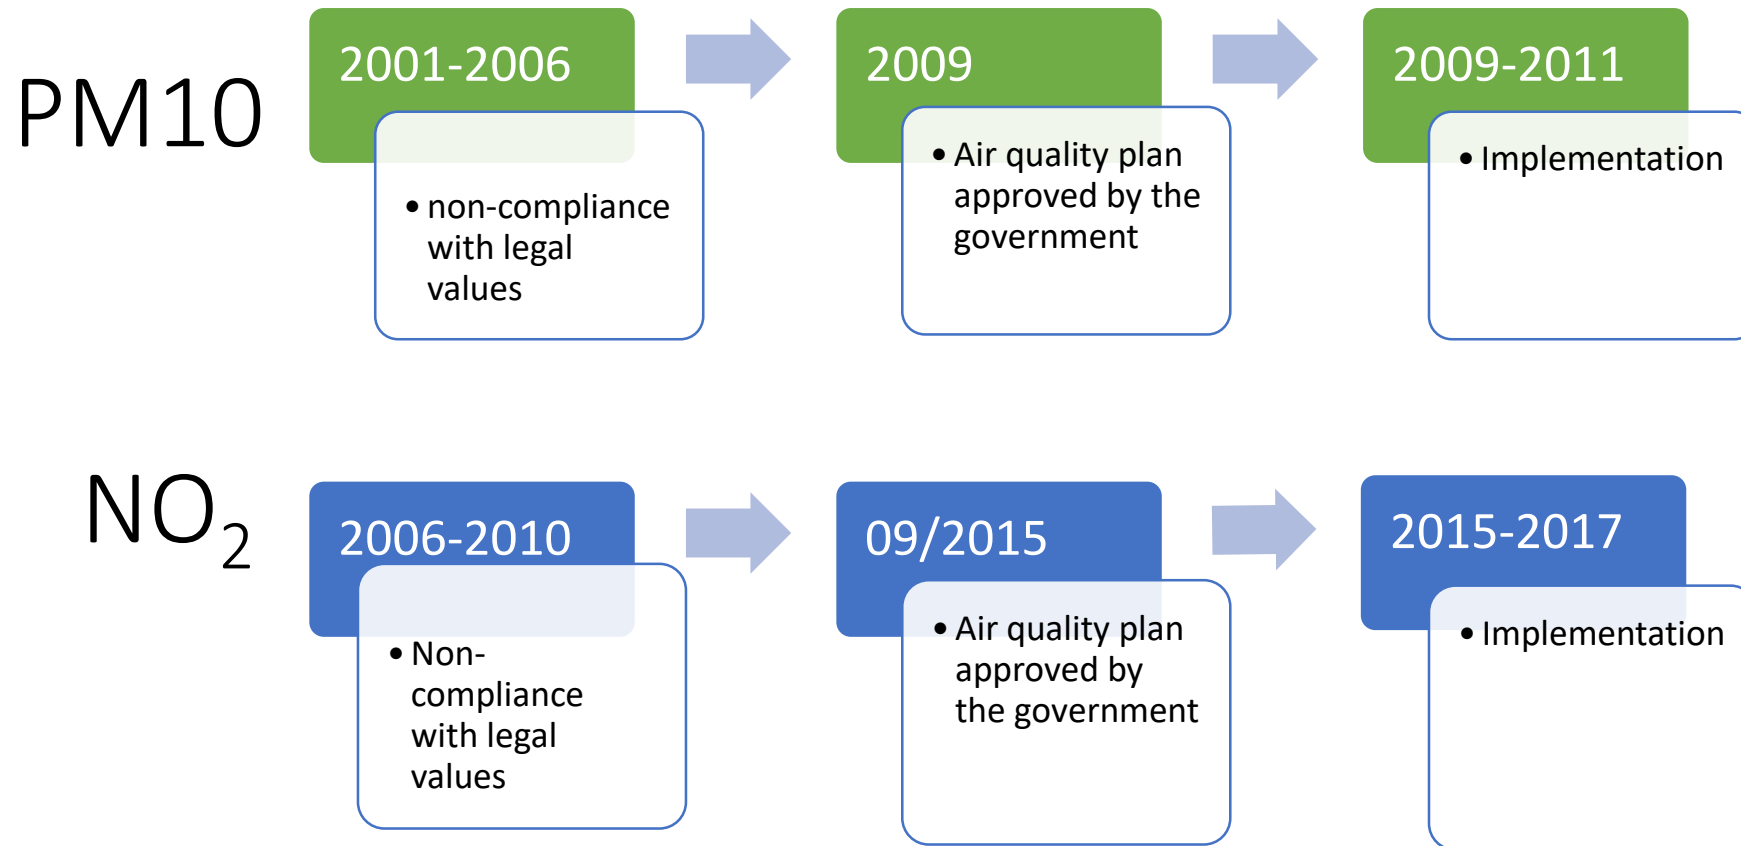 PM10
2001-2006
• non-compliance
with legal
values
2009
• Air quality plan
approved by the
government
2009-2011
• Implementation
NO₂
2006-2010
• Non-
compliance
with legal
values
09/2015
• Air quality plan
approved by
the government
2015-2017
• Implementation